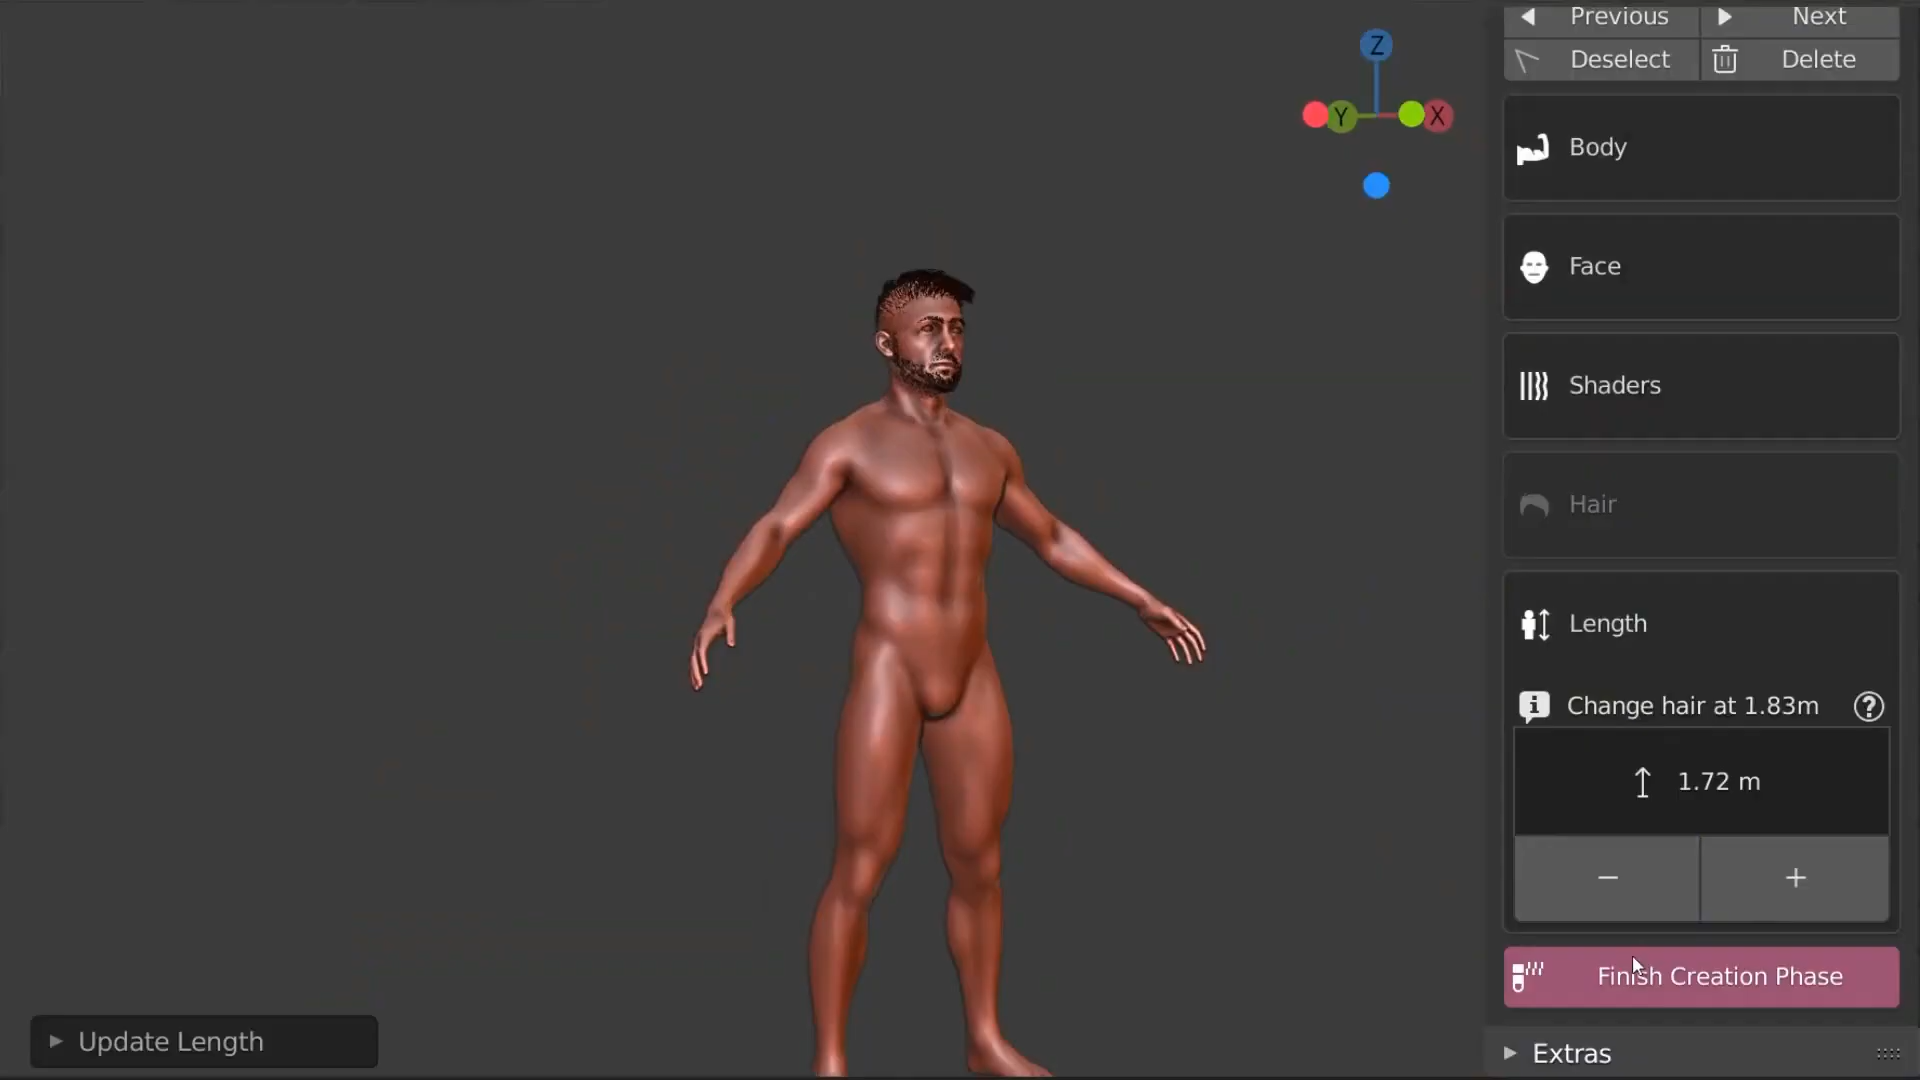 Previous
Next
Deselect
Delete
Z
Y
X
Body
Face
Shaders
Hair
Length
Change hair at 1.83m
1.72 m
Finish Creation Phase
Update Length
Extras